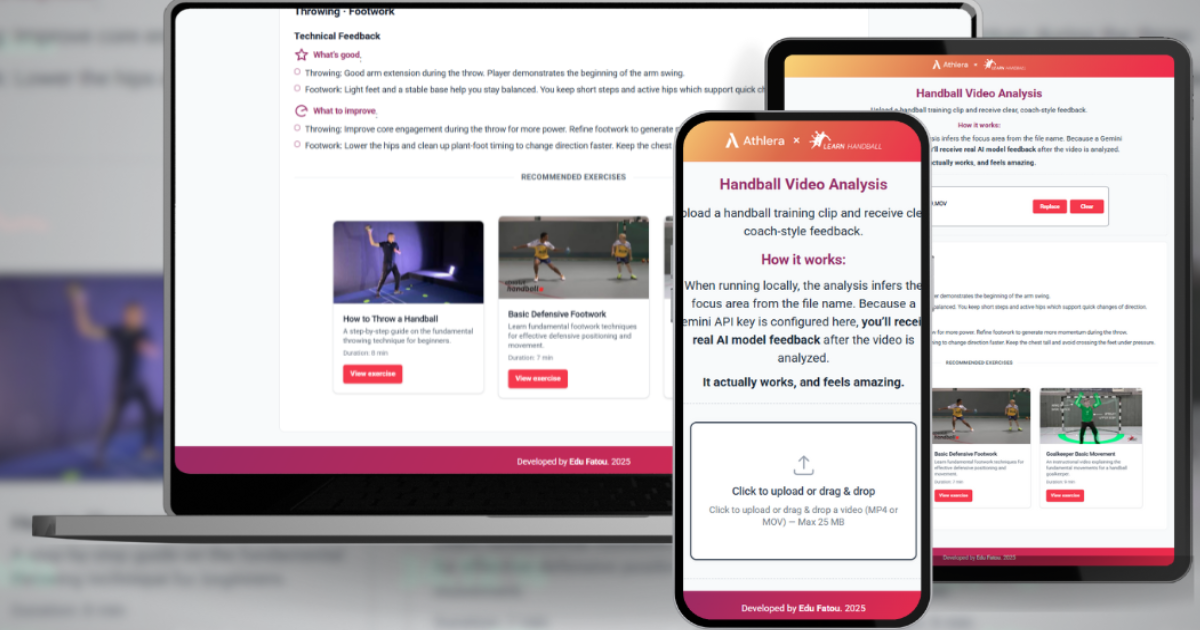 Throwing · Footwork
Technical Feedback
What's good.
Throwing: Good arm extension during the throw. Player demonstrates the beginning of the arm swing.
Footwork: Light feet and a stable base help you stay balanced. You keep short steps and active hips which support quick ch
What to improve.
Throwing: Improve core engagement during the throw for more power. Refine footwork to generate
Footwork: Lower the hips and clean up plant-foot timing to change direction faster. Keep the chest
RECOMMENDED EXERCISES
How to Throw a Handball
A step-by-step guide on the fundamental
throwing technique for beginners.
Duration: 8 min
View exercise
handball
Basic Defensive Footwork
Learn fundamental footwork techniques
for effective defensive positioning and
movement.
Duration: 7 min
View exercise
Developed by Edu Fatou. 2025
Athlera × LEARN HANDBALL
Handball Video Analysis
pload a handball training clip and receive cle
coach-style feedback.
How it works:
When running locally, the analysis infers the
focus area from the file name. Because a
emini API key is configured here, you'll recei
real AI model feedback after the video is
analyzed.
It actually works, and feels amazing.
Click to upload or drag & drop
Click to upload or drag & drop a video (MP4 or
MOV) — Max 25 MB
Developed by Edu Fatou. 2025
Athlera × LEARN HANDBALL
Handball Video Analysis
Upload a handball training clip and receive clear, coach-style feedback.
How it works:
sis infers the focus area from the file name. Because a Gemini
'll receive real AI model feedback after the video is analyzed.
actually works, and feels amazing.
.MOV
Replace
Clear
er demonstrates the beginning of the arm swing.
alanced. You keep short steps and active hips which support quick changes of direction.
w for more power. Refine footwork to generate more momentum during the throw.
ing to change direction faster. Keep the chest tall and avoid crossing the feet under pressure.
RECOMMENDED EXERCISES
Basic Defensive Footwork
Learn fundamental footwork techniques for
effective defensive positioning and
movement.
Duration: 7 min
View exercise
Goalkeeper Basic Movement
An instructional video explaining the
fundamental movements for a handball
goalkeeper.
View exercise
Developed by Edu Fatou. 2025